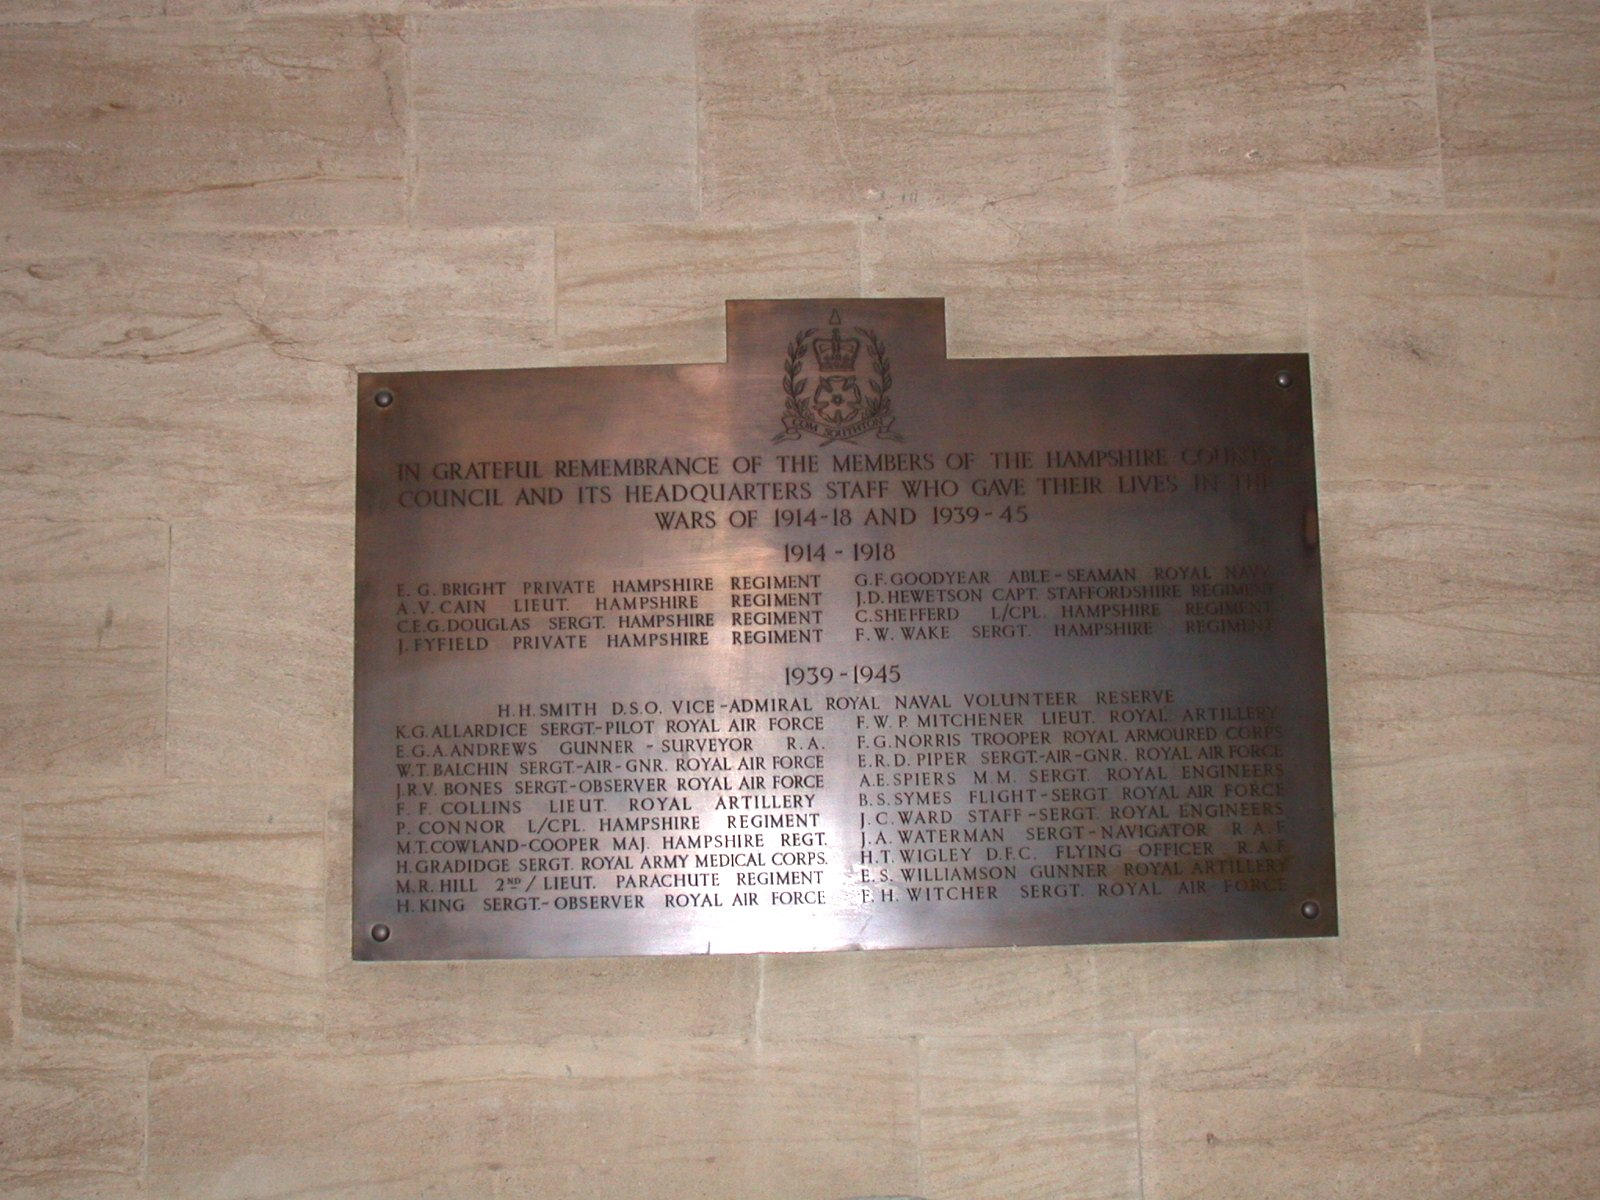 COM. SOUTHTON
IN GRATEFUL REMEMBRANCE OF THE MEMBERS OF THE HAMPSHIRE COUNTY
COUNCIL AND ITS HEADQUARTERS STAFF WHO GAVE THEIR LIVES IN THE
WARS OF 1914-18 AND 1939-45
1914 - 1918
E. G. BRIGHT PRIVATE HAMPSHIRE REGIMENT
A.V. CAIN LIEUT. HAMPSHIRE REGIMENT
C.E.G. DOUGLAS SERGT. HAMPSHIRE REGIMENT
J. FYFIELD PRIVATE HAMPSHIRE REGIMENT
G.F. GOODYEAR ABLE-SEAMAN ROYAL NAVY
J.D. HEWETSON CAPT. STAFFORDSHIRE REGIMENT
C. SHEFFERD L/CPL. HAMPSHIRE REGIMENT
F.W. WAKE SERGT. HAMPSHIRE REGIMENT
1939-1945
H.H. SMITH D.S.O. VICE-ADMIRAL ROYAL NAVAL VOLUNTEER RESERVE
K.G. ALLARDICE SERGT-PILOT ROYAL AIR FORCE
E.G.A. ANDREWS GUNNER - SURVEYOR R.A.
W.T. BALCHIN SERGT.-AIR-GNR. ROYAL AIR FORCE
J.R.V. BONES SERGT-OBSERVER ROYAL AIR FORCE
F. F. COLLINS LIEUT. ROYAL ARTILLERY
P. CONNOR L/CPL. HAMPSHIRE REGIMENT
M.T. COWLAND-COOPER MAJ. HAMPSHIRE REGT.
H. GRADIDGE SERGT. ROYAL ARMY MEDICAL CORPS.
M.R. HILL 2ND/LIEUT. PARACHUTE REGIMENT
H. KING SERGT.-OBSERVER ROYAL AIR FORCE
F.W.P. MITCHENER LIEUT. ROYAL ARTILLERY
F.G. NORRIS TROOPER ROYAL ARMOURED CORPS
E.R.D. PIPER SERGT.-AIR-GNR. ROYAL AIR FORCE
A.E. SPIERS M.M. SERGT. ROYAL ENGINEERS
B.S. SYMES FLIGHT-SERGT. ROYAL AIR FORCE
J.C. WARD STAFF-SERGT. ROYAL ENGINEERS
J.A. WATERMAN SERGT-NAVIGATOR R.A.F.
H.T. WIGLEY D.F.C. FLYING OFFICER R.A.F.
E.S. WILLIAMSON GUNNER ROYAL ARTILLERY
F.H. WITCHER SERGT. ROYAL AIR FORCE